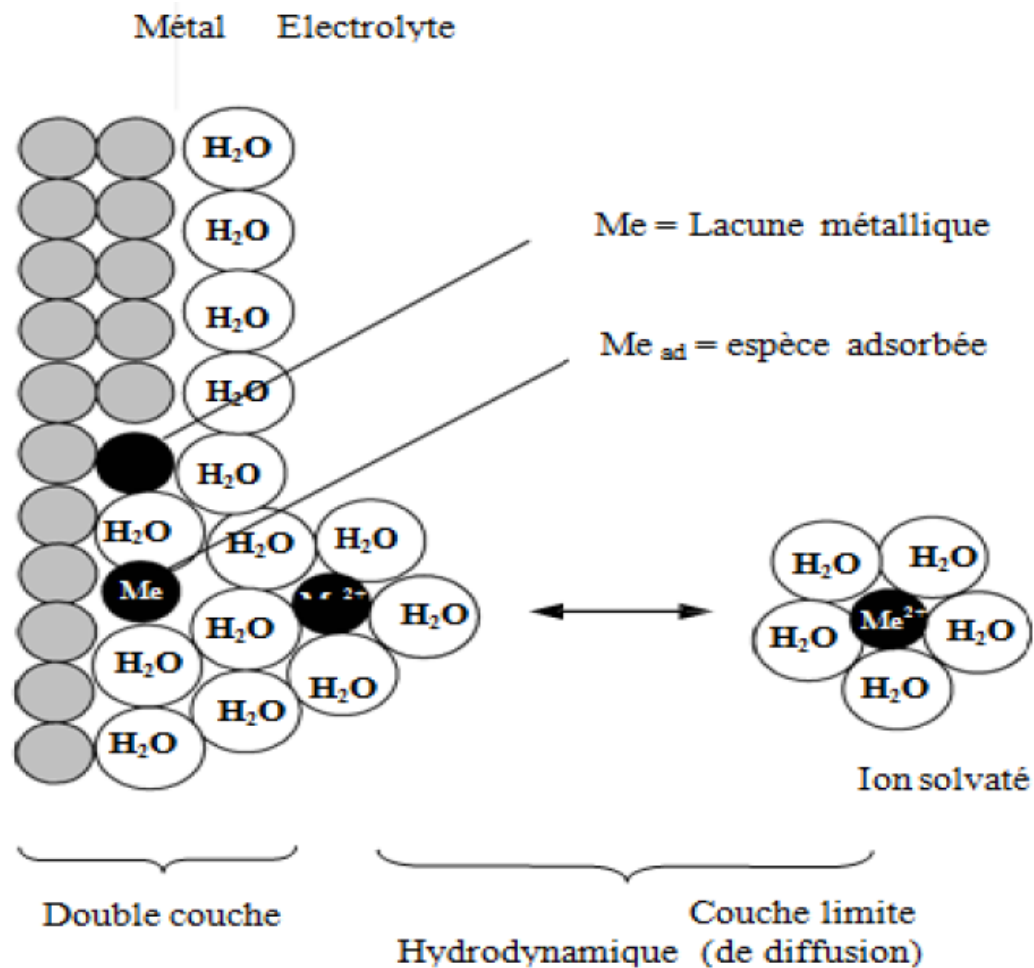 Métal Electrolyte
H₂O
H₂O
Me = Lacune métallique
H₂O
Me ad = espèce adsorbée
H₂O
H₂O
H₂O H₂O H₂O
Me
H₂O H₂O
H₂O H₂O
H₂O Me²⁺ H₂O
H₂O H₂O
H₂O
H₂O
H₂O
Ion solvaté
Double couche
Couche limite
Hydrodynamique (de diffusion)